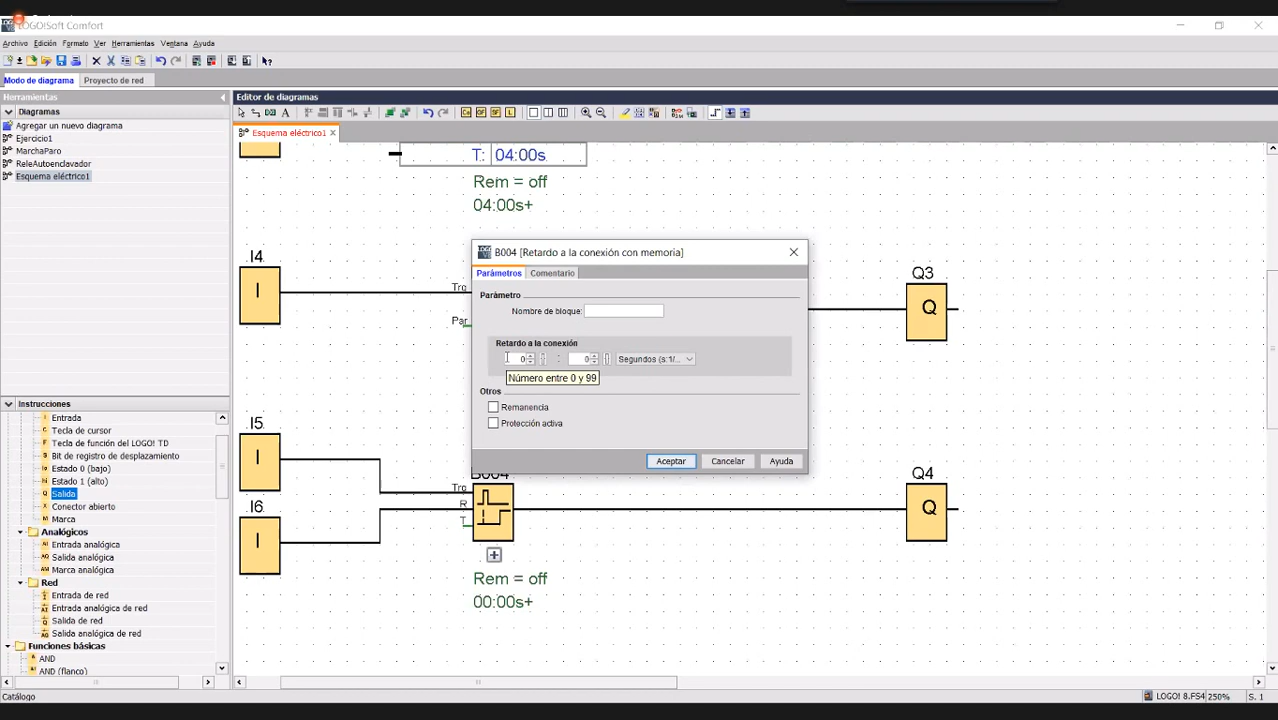 LOGO!Soft Comfort
Archivo Edición Formato Ver Herramientas Ventana Ayuda
Modo de diagrama Proyecto de red
Herramientas
Editor de diagramas
Diagramas
Agregar un nuevo diagrama
Ejercicio1
MarchaParo
ReleAutoenclavador
Esquema eléctrico1
Esquema eléctrico1
T: 04:00s
Rem = off
04:00s+
I4
I
Trg
Par
Q3
Q
B004 [Retardo a la conexión con memoria]
Parámetros Comentario
Parámetro
Nombre de bloque:
Retardo a la conexión
0 : 0 Segundos (s:1/...
Número entre 0 y 99
Otros
Remanencia
Protección activa
Aceptar Cancelar Ayuda
I5
I
I6
I
B004
Trg
R
T
Rem = off
00:00s+
Q4
Q
Instrucciones
Entrada
Tecla de cursor
Tecla de función del LOGO! TD
Bit de registro de desplazamiento
Estado 0 (bajo)
Estado 1 (alto)
Salida
Conector abierto
Marca
Analógicos
Entrada analógica
Salida analógica
Marca analógica
Red
Entrada de red
Entrada analógica de red
Salida de red
Salida analógica de red
Funciones básicas
AND
AND (flanco)
Catálogo
LOGO! 8.FS4 250% S. 1